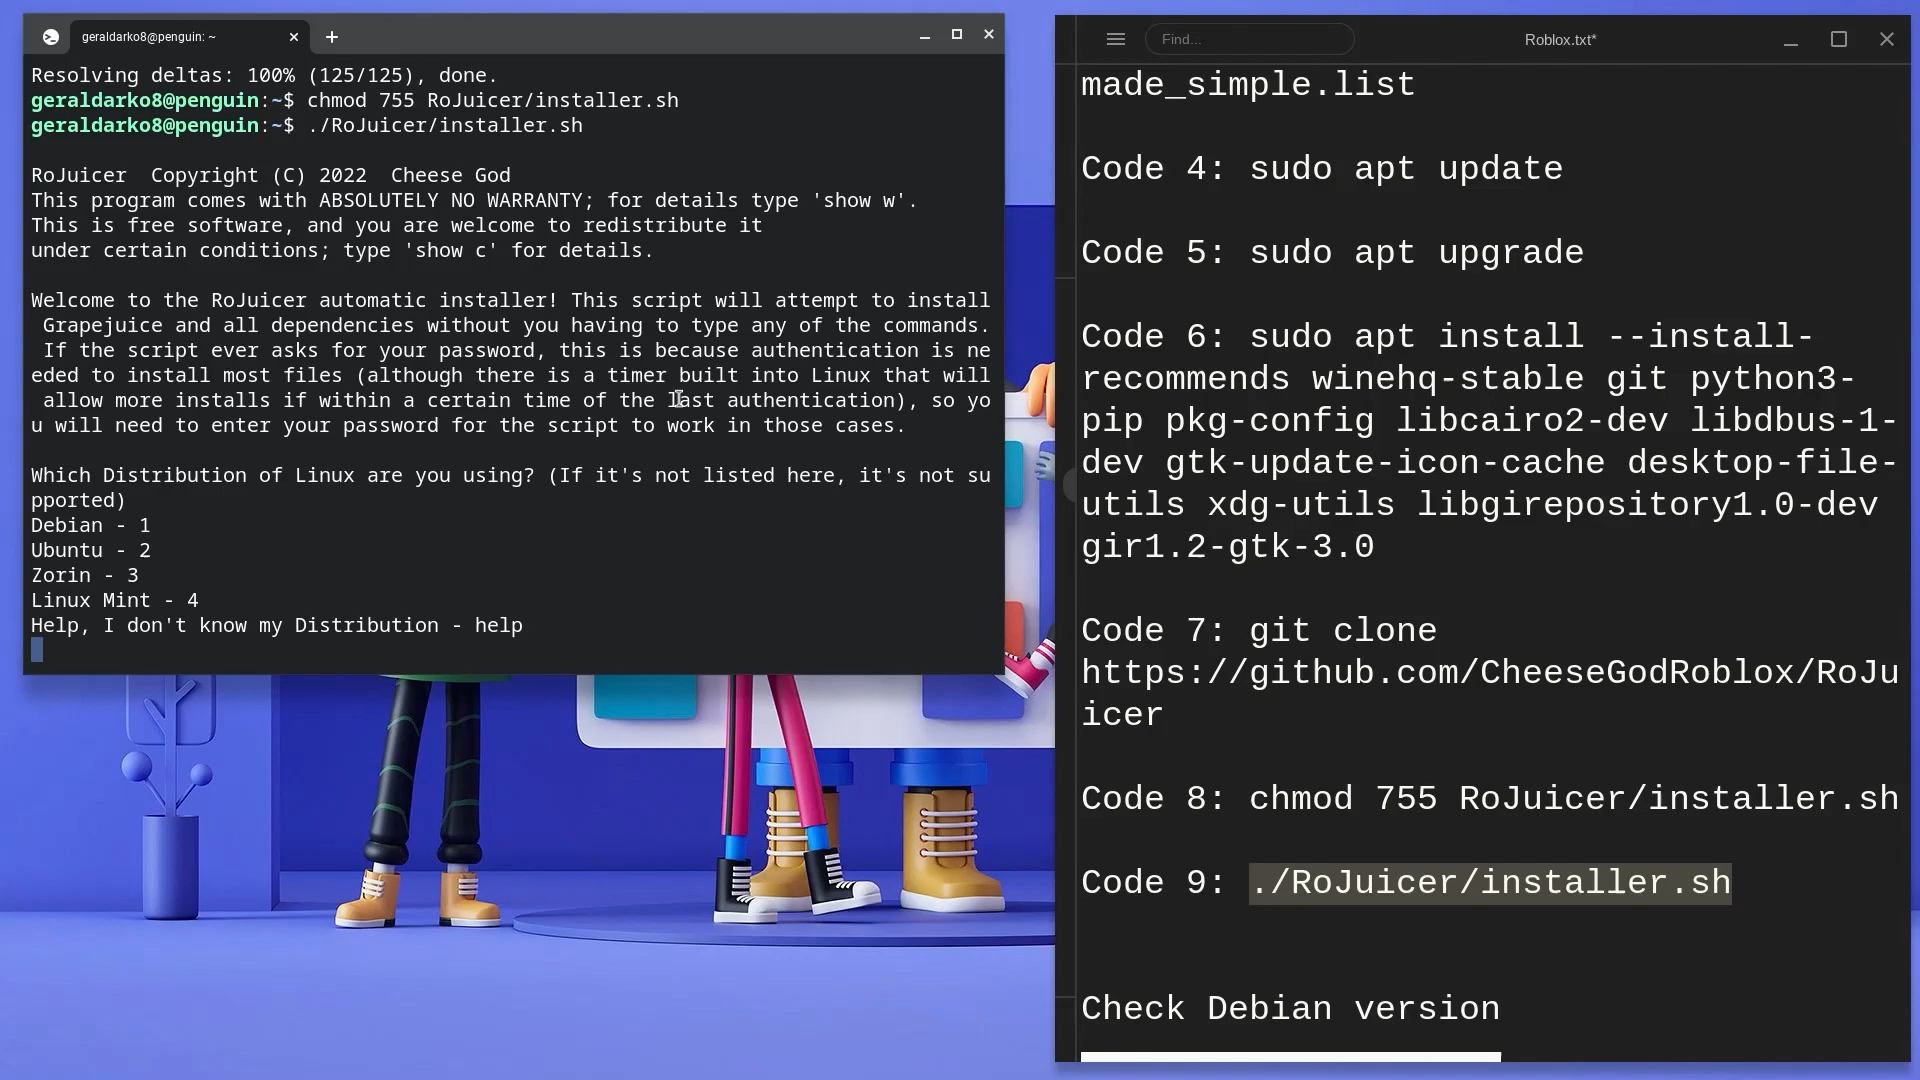 geraldarko8@penguin: ~
Resolving deltas: 100% (125/125), done.
geraldarko8@penguin:~$ chmod 755 RoJuicer/installer.sh
geraldarko8@penguin:~$ ./RoJuicer/installer.sh
RoJuicer  Copyright (C) 2022  Cheese God
This program comes with ABSOLUTELY NO WARRANTY; for details type 'show w'.
This is free software, and you are welcome to redistribute it
under certain conditions; type 'show c' for details.
Welcome to the RoJuicer automatic installer! This script will attempt to install
 Grapejuice and all dependencies without you having to type any of the commands.
 If the script ever asks for your password, this is because authentication is ne
eded to install most files (although there is a timer built into Linux that will
 allow more installs if within a certain time of the last authentication), so yo
u will need to enter your password for the script to work in those cases.
Which Distribution of Linux are you using? (If it's not listed here, it's not su
pported)
Debian - 1
Ubuntu - 2
Zorin - 3
Linux Mint - 4
Help, I don't know my Distribution - help
Find...
Roblox.txt*
made_simple.list
Code 4: sudo apt update
Code 5: sudo apt upgrade
Code 6: sudo apt install --install-
recommends winehq-stable git python3-
pip pkg-config libcairo2-dev libdbus-1-
dev gtk-update-icon-cache desktop-file-
utils xdg-utils libgirepository1.0-dev
gir1.2-gtk-3.0
Code 7: git clone
https://github.com/CheeseGodRoblox/RoJu
icer
Code 8: chmod 755 RoJuicer/installer.sh
Code 9: ./RoJuicer/installer.sh
Check Debian version